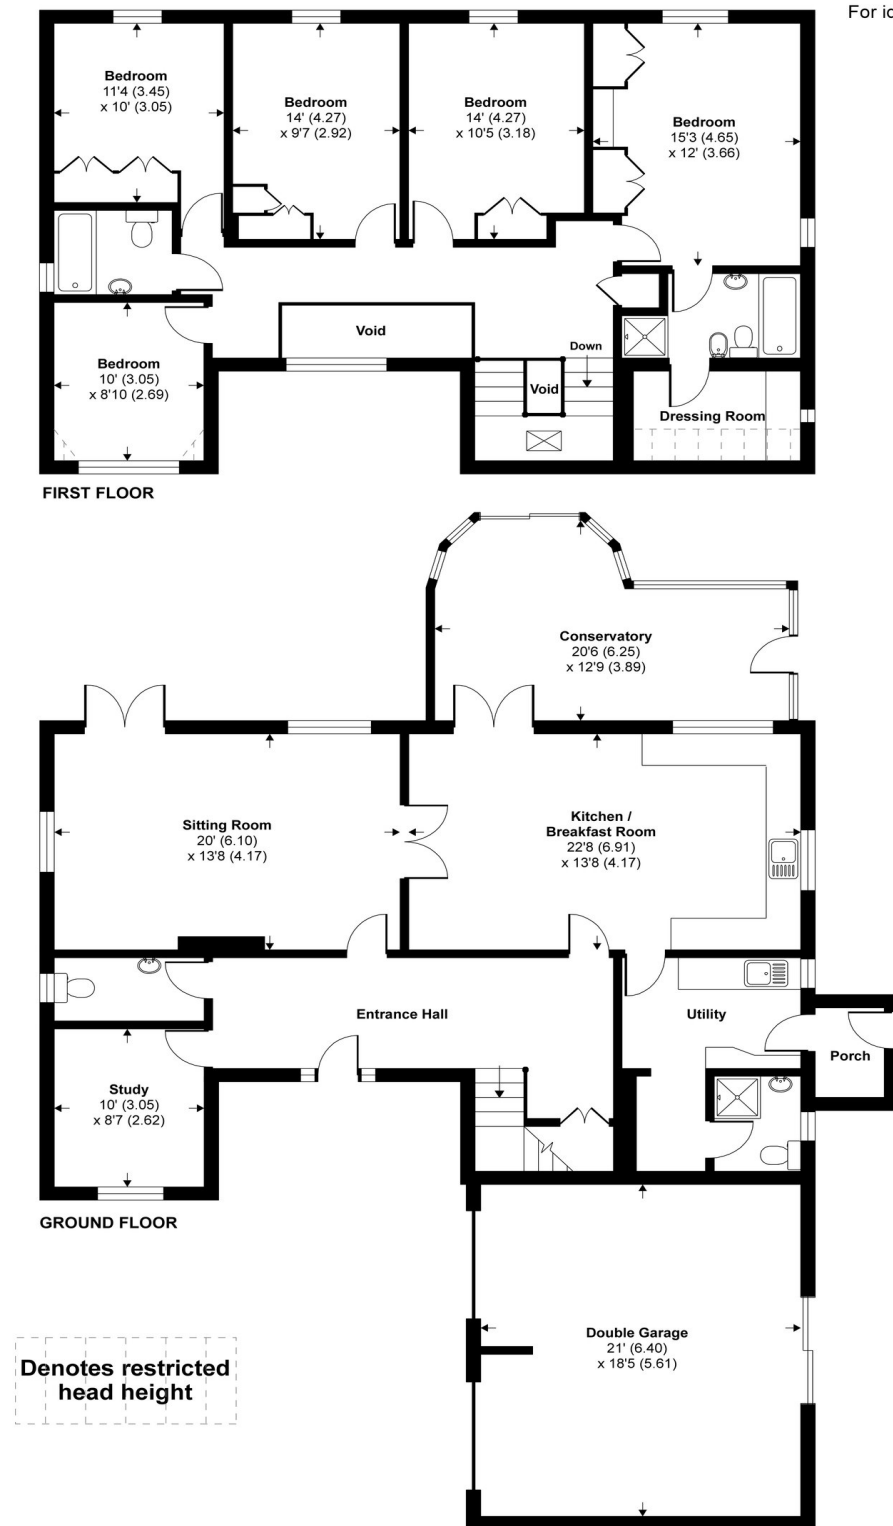 For ic
Bedroom
11'4 (3.45)
x 10' (3.05)
Bedroom
14' (4.27)
x 9'7 (2.92)
Bedroom
14' (4.27)
x 10'5 (3.18)
Bedroom
15'3 (4.65)
x 12' (3.66)
Void
Bedroom
10' (3.05)
x 8'10 (2.69)
Down
Void
Dressing Room
FIRST FLOOR
Conservatory
20'6 (6.25)
x 12'9 (3.89)
Sitting Room
20' (6.10)
x 13'8 (4.17)
Kitchen /
Breakfast Room
22'8 (6.91)
x 13'8 (4.17)
Entrance Hall
Utility
Porch
Study
10' (3.05)
x 8'7 (2.62)
GROUND FLOOR
Double Garage
21' (6.40)
x 18'5 (5.61)
Denotes restricted
head height